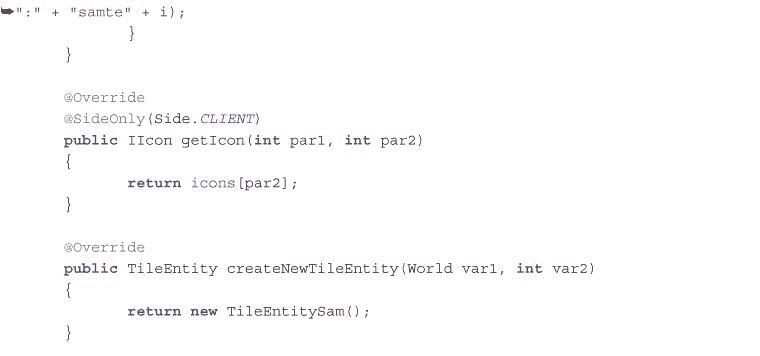 ➥":" + "samte" + i);
}
}
@Override
@SideOnly(Side.CLIENT)
public IIcon getIcon(int par1, int par2)
{
return icons[par2];
}
@Override
public TileEntity createNewTileEntity(World var1, int var2)
{
return new TileEntitySam();
}